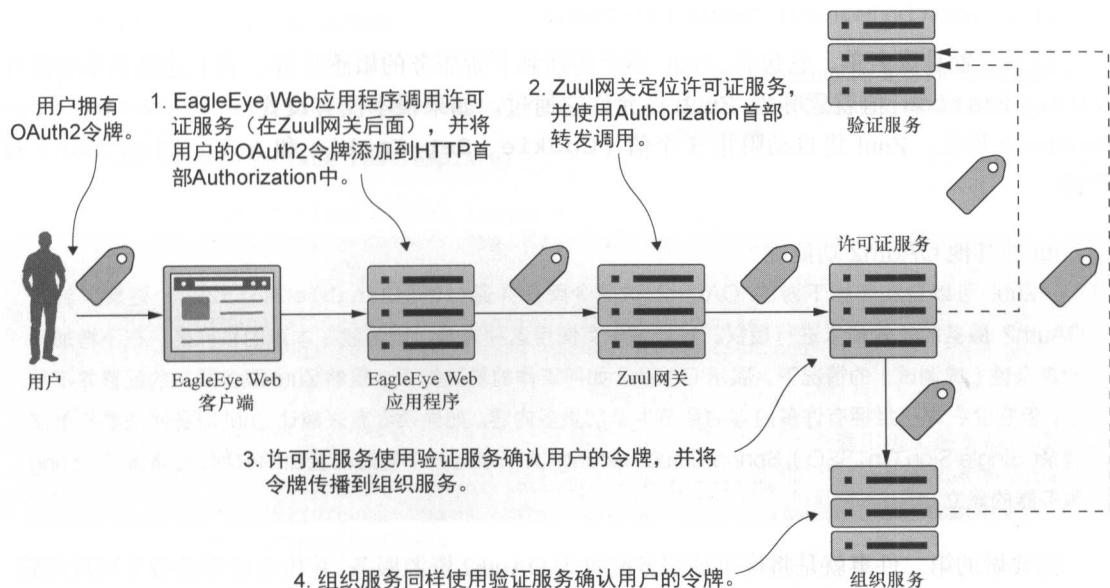 用户拥有
OAuth2令牌。
1. EagleEye Web应用程序调用许可
证服务（在Zuul网关后面），并将
用户的OAuth2令牌添加到HTTP首
部Authorization中。
2. Zuul网关定位许可证服务，
并使用Authorization首部
转发调用。
验证服务
许可证服务
用户
EagleEye Web
客户端
EagleEye Web
应用程序
Zuul网关
3. 许可证服务使用验证服务确认用户的令牌，并将
令牌传播到组织服务。
4. 组织服务同样使用验证服务确认用户的令牌。
组织服务